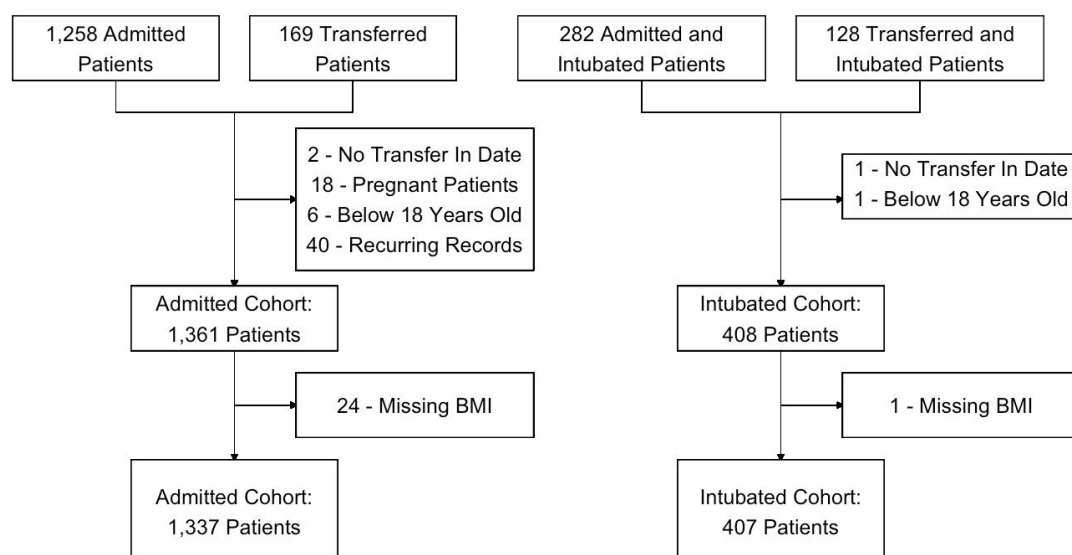 1,258 Admitted
Patients
169 Transferred
Patients
2 - No Transfer In Date
18 - Pregnant Patients
6 - Below 18 Years Old
40 - Recurring Records
Admitted Cohort:
1,361 Patients
24 - Missing BMI
Admitted Cohort:
1,337 Patients
282 Admitted and
Intubated Patients
128 Transferred and
Intubated Patients
1 - No Transfer In Date
1 - Below 18 Years Old
Intubated Cohort:
408 Patients
1 - Missing BMI
Intubated Cohort:
407 Patients